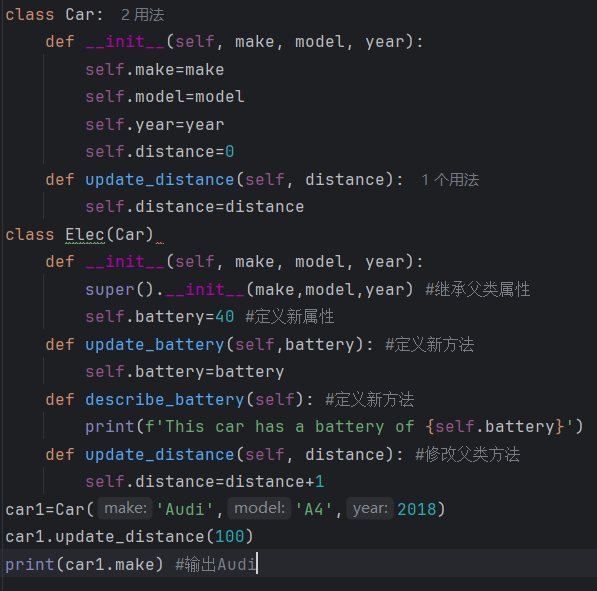 class Car:  2 用法
    def __init__(self, make, model, year):
        self.make=make
        self.model=model
        self.year=year
        self.distance=0
    def update_distance(self, distance):  1 个用法
        self.distance=distance
class Elec(Car)
    def __init__(self, make, model, year):
        super().__init__(make,model,year) #继承父类属性
        self.battery=40 #定义新属性
    def update_battery(self,battery): #定义新方法
        self.battery=battery
    def describe_battery(self): #定义新方法
        print(f'This car has a battery of {self.battery}')
    def update_distance(self, distance): #修改父类方法
        self.distance=distance+1
car1=Car( make: 'Audi', model: 'A4', year: 2018)
car1.update_distance(100)
print(car1.make) #输出Audi